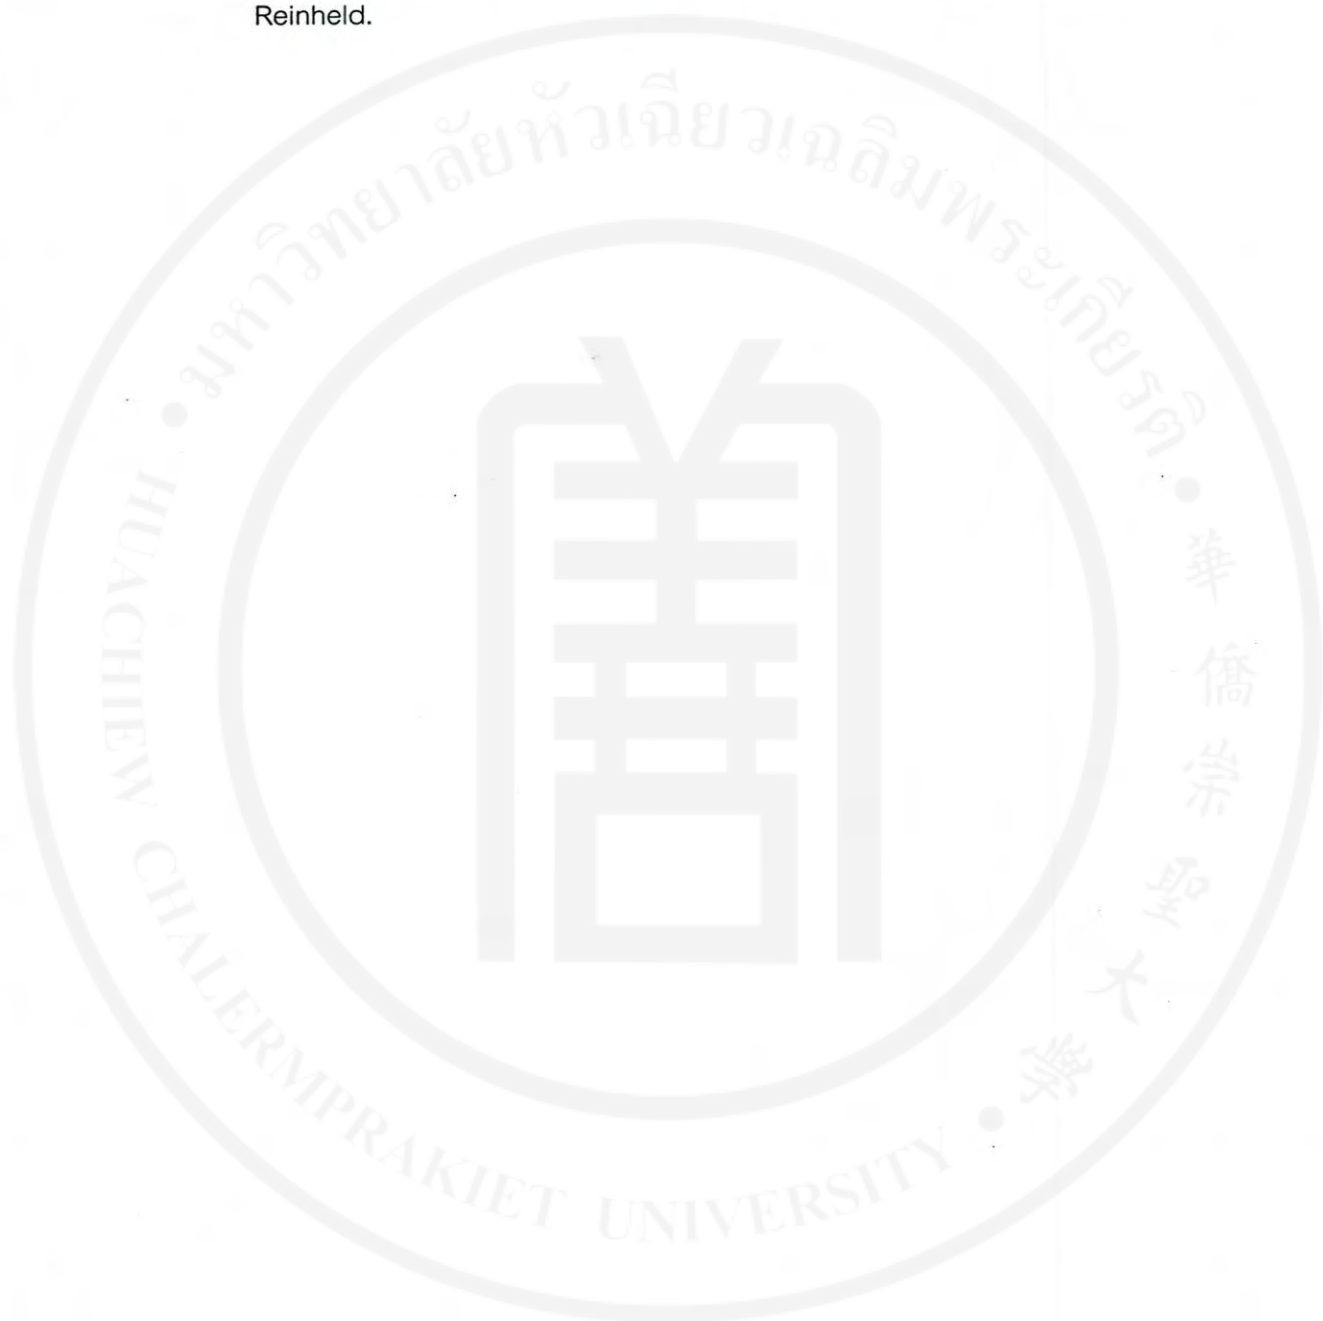 Reinheld.
• มหาวิทยาลัยหัวเฉียวเฉลิมพระเกียรติ •
華僑崇聖大學
• HUACHIEW CHALERMPRAKIET UNIVERSITY •